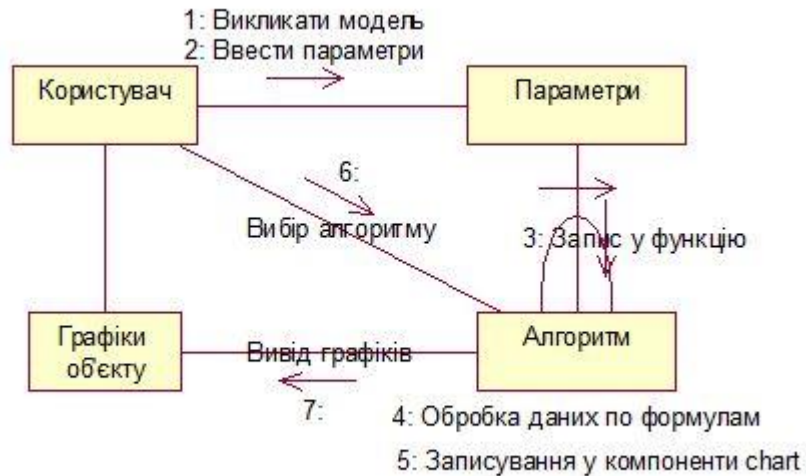 1: Викликати модель
2: Ввести параметри
Користувач
Параметри
6:
Вибір алгоритму
3: Запис у функцію
Графіки
об'єкту
Вивід графіків
Алгоритм
7:
4: Обробка даних по формулам
5: Записування у компоненти chart